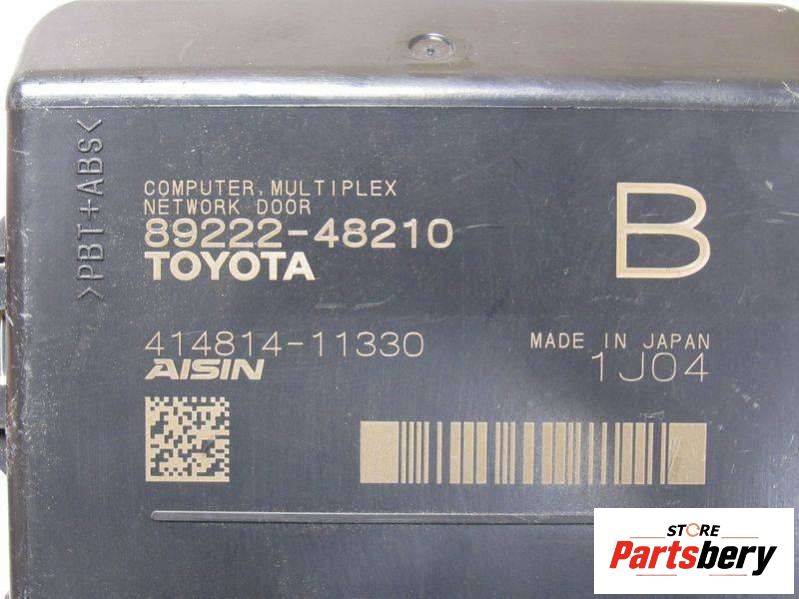 >PBT+ABS<
COMPUTER, MULTIPLEX
NETWORK DOOR
89222-48210
TOYOTA
B
414814-11330
AISIN
MADE IN JAPAN
1J04
STORE
Partsbery